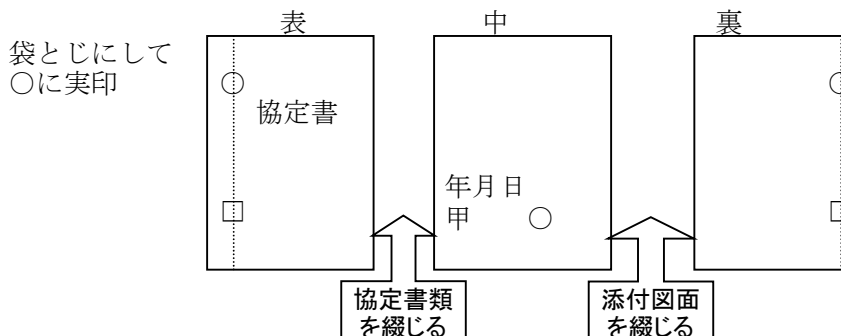 袋とじにして
○に実印
表
中
裏
協定書
年月日
甲 ○
協定書類
を綴じる
添付図面
を綴じる